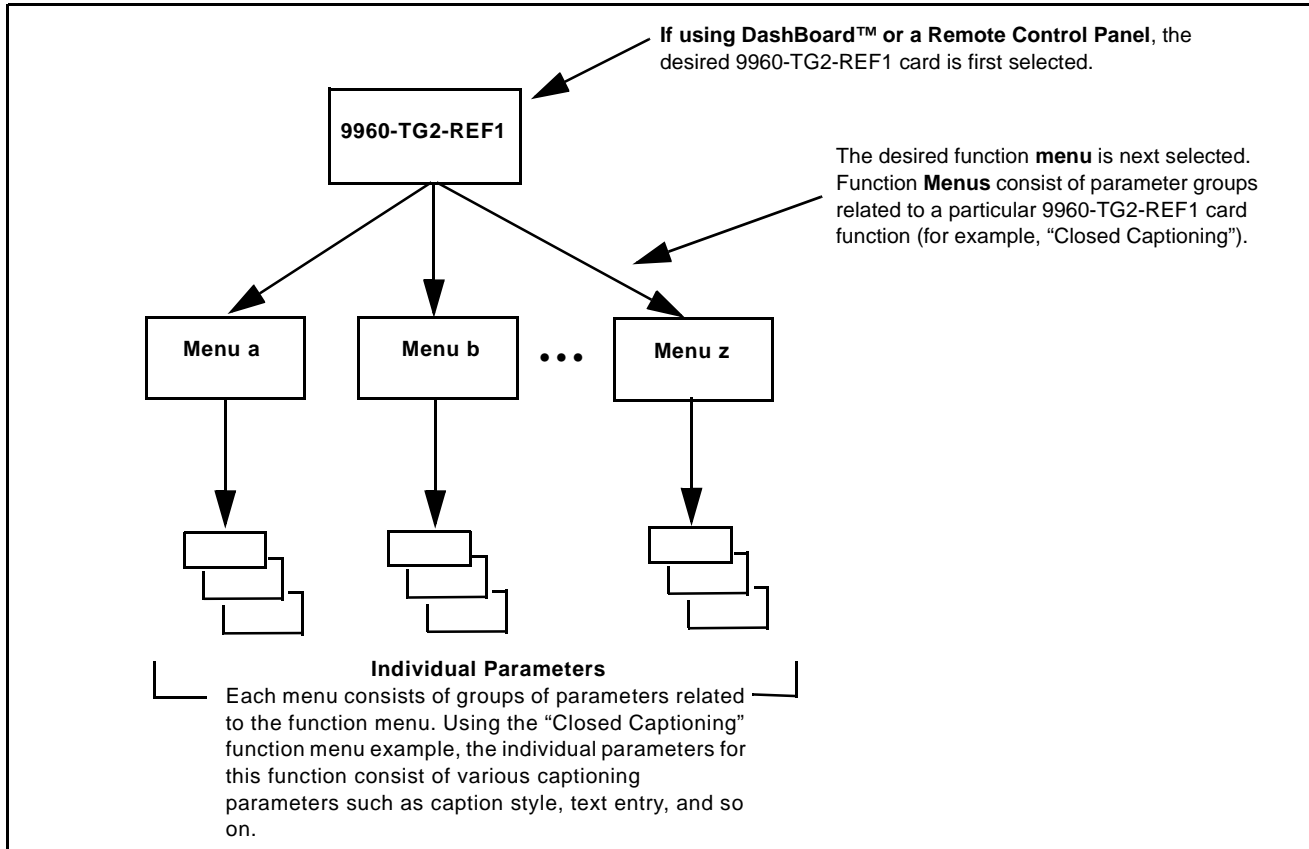 If using DashBoard™ or a Remote Control Panel, the
desired 9960-TG2-REF1 card is first selected.
9960-TG2-REF1
The desired function menu is next selected.
Function Menus consist of parameter groups
related to a particular 9960-TG2-REF1 card
function (for example, “Closed Captioning”).
Menu a
Menu b
• • •
Menu z
Individual Parameters
Each menu consists of groups of parameters related
to the function menu. Using the “Closed Captioning”
function menu example, the individual parameters for
this function consist of various captioning
parameters such as caption style, text entry, and so
on.